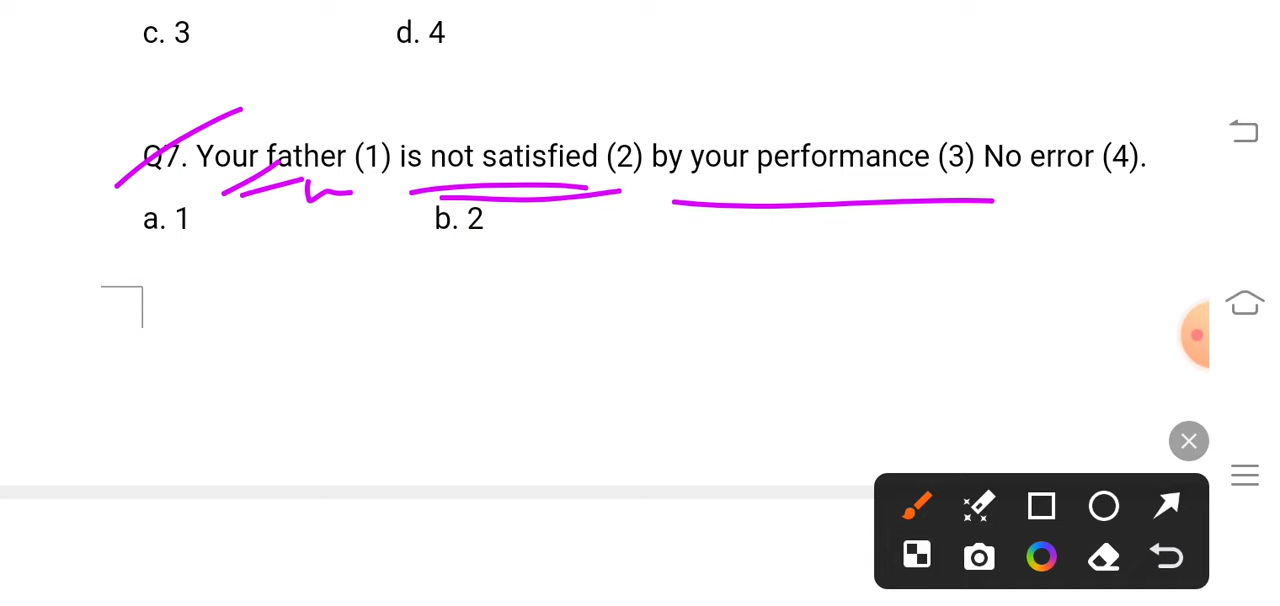 c. 3 d. 4
Q7. Your father (1) is not satisfied (2) by your performance (3) No error (4).
a. 1 b. 2